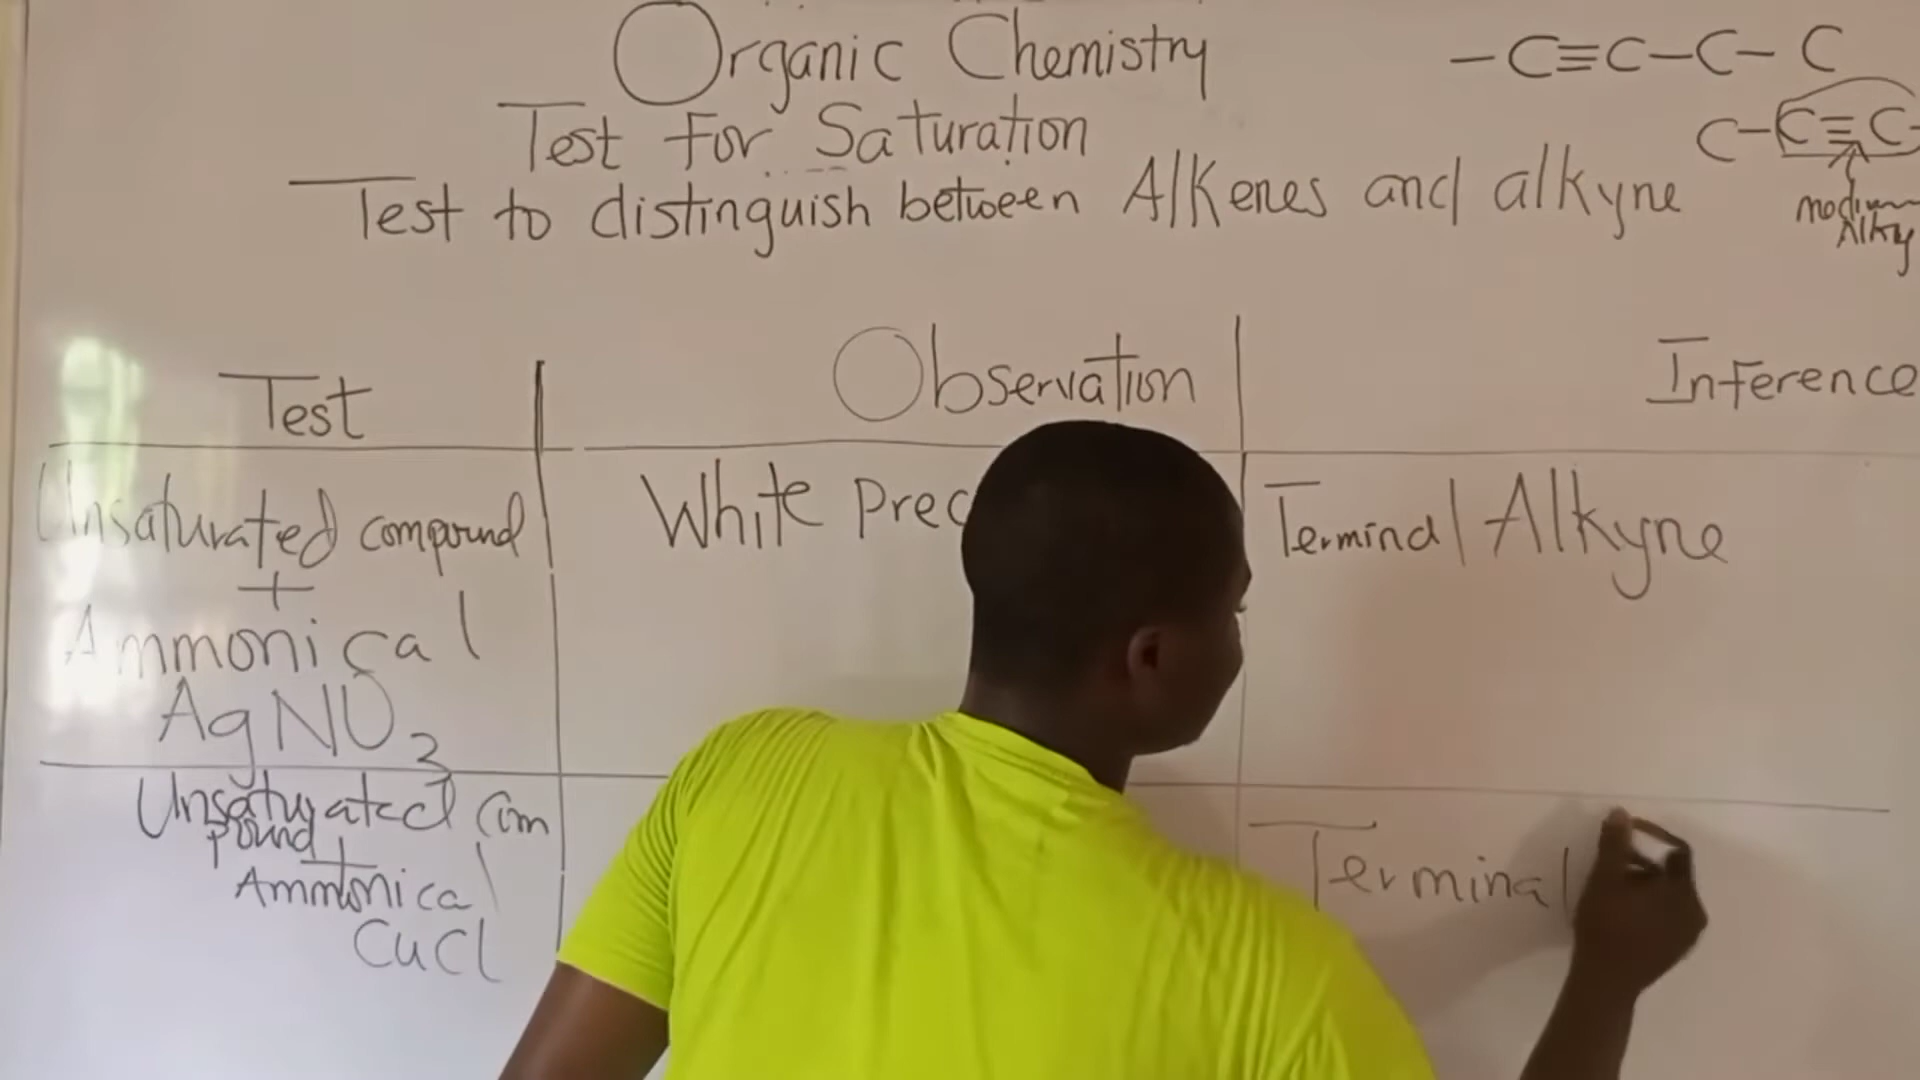 Organic Chemistry
Test For Saturation
Test to distinguish between Alkenes and alkyne
– C≡C–C– C
C–C≡C–
Test
Observation
Inference
Unsaturated compound
+
Ammonical
AgNO3
White Prec
Terminal Alkyne
Unsaturated Com
pound
+
Ammonical
CuCl
Terminal